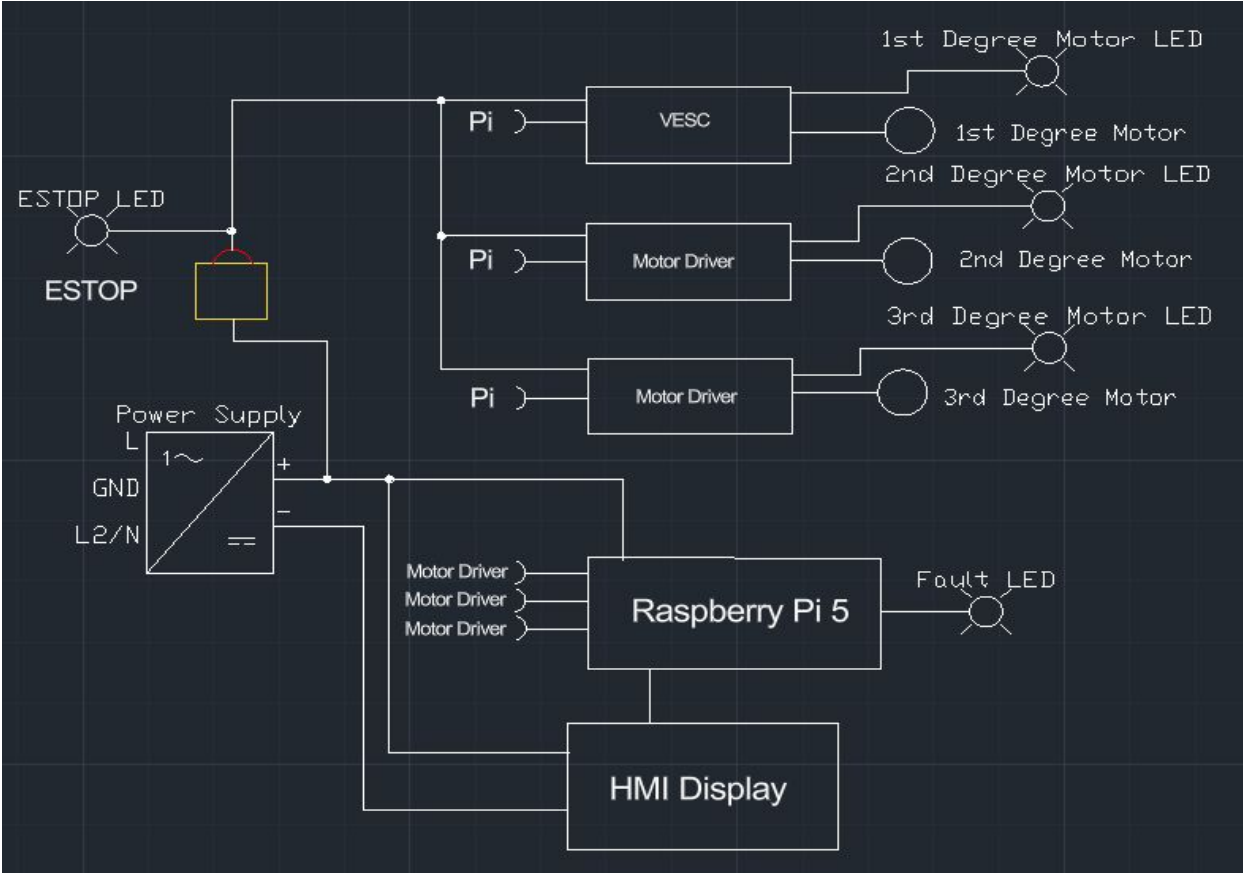 1st Degree Motor LED
Pi
VESC
1st Degree Motor
2nd Degree Motor LED
ESTOP LED
Pi
Motor Driver
2nd Degree Motor
ESTOP
3rd Degree Motor LED
Pi
Motor Driver
3rd Degree Motor
Power Supply
L
1~
+
GND
-
L2/N
Motor Driver
Motor Driver
Motor Driver
Raspberry Pi 5
Fault LED
HMI Display